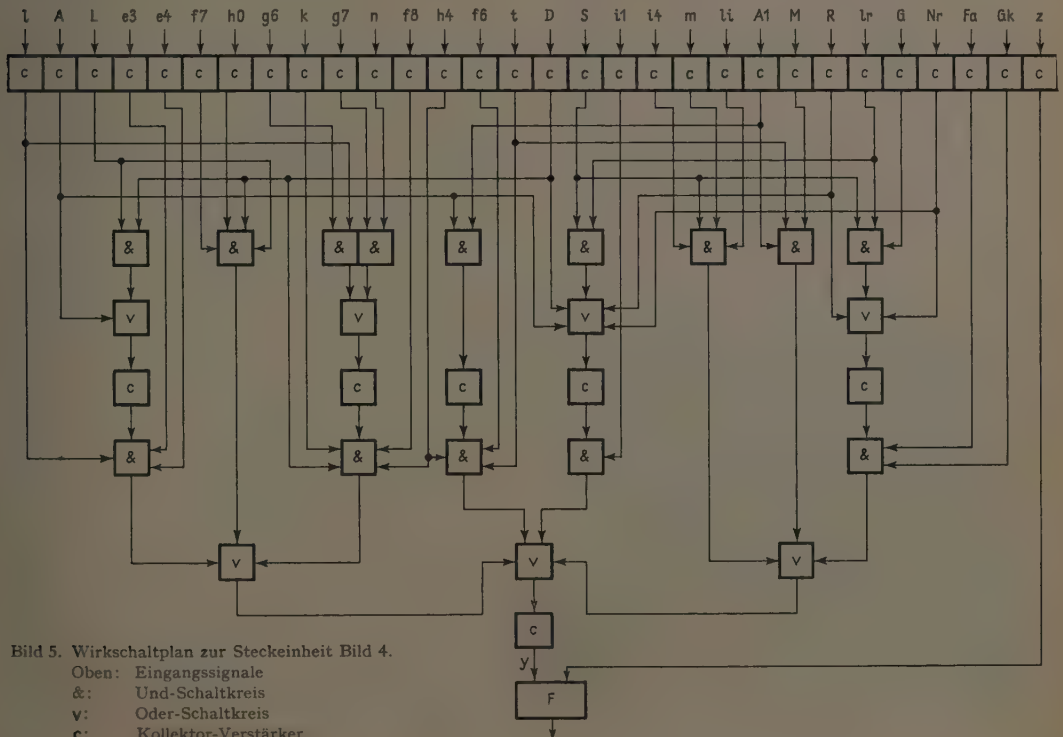 l A L e3 e4 f7 h0 g6 k g7 n f8 h4 f6 t D S i1 i4 m li A1 M R lr G Nr Fa Gk z
c c c c c c c c c c c c c c c c c c c c c c c c c c c c c c
& & & & & & & & &
v v v v
c c c c c
& & & & &
v v v
c
y
F
Bild 5. Wirkschaltplan zur Steckeinheit Bild 4.
Oben: Eingangssignale
&: Und-Schaltkreis
v: Oder-Schaltkreis
c: Kollektor-Verstärker